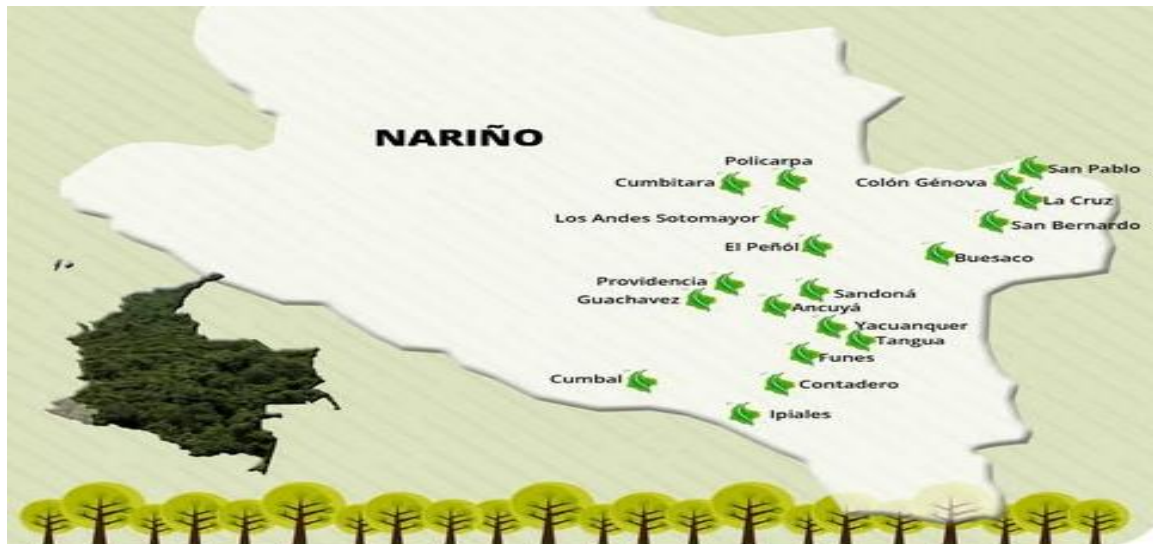 NARIÑO
Policarpa
San Pablo
Cumbitara
Colón Génova
La Cruz
Los Andes Sotomayor
San Bernardo
El Peñól
Buesaco
Providencia
Sandoná
Guachavez
Ancuyá
Yacuanquer
Tangua
Funes
Cumbal
Contadero
Ipiales